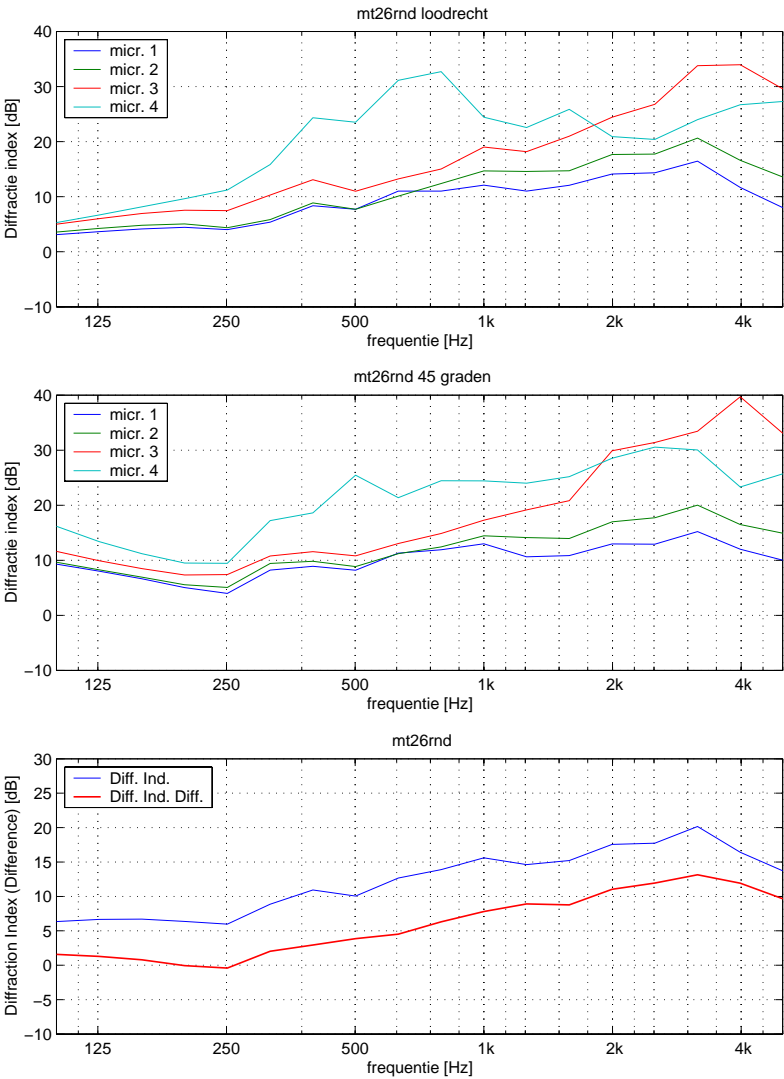 mt26rnd loodrecht
40
30
20
10
0
−10
Diffractie index [dB]
micr. 1
micr. 2
micr. 3
micr. 4
125 250 500 1k 2k 4k
frequentie [Hz]
mt26rnd 45 graden
40
30
20
10
0
−10
Diffractie index [dB]
micr. 1
micr. 2
micr. 3
micr. 4
125 250 500 1k 2k 4k
frequentie [Hz]
mt26rnd
30
25
20
15
10
5
0
−5
−10
Diffraction Index (Difference) [dB]
Diff. Ind.
Diff. Ind. Diff.
125 250 500 1k 2k 4k
frequentie [Hz]